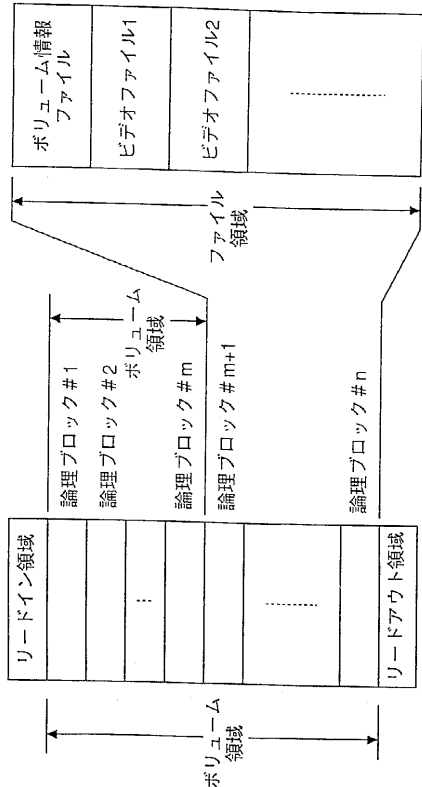 リードイン領域
リードアウト領域
ボリューム
領域
論理ブロック#1
論理ブロック#2
論理ブロック#m
論理ブロック#m+1
論理ブロック#n
ボリューム
領域
ファイル
領域
ボリューム情報
ファイル
ビデオファイル1
ビデオファイル2